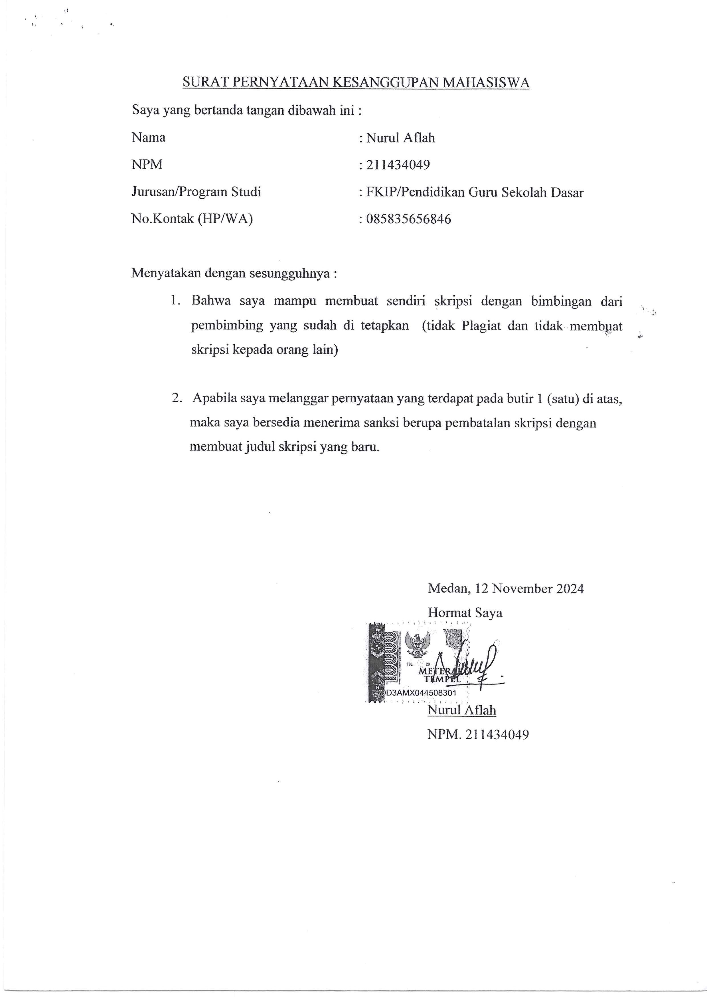 SURAT PERNYATAAN KESANGGUPAN MAHASISWA
Saya yang bertanda tangan dibawah ini :
Nama : Nurul Aflah
NPM : 211434049
Jurusan/Program Studi : FKIP/Pendidikan Guru Sekolah Dasar
No.Kontak (HP/WA) : 085835656846
Menyatakan dengan sesungguhnya :
1. Bahwa saya mampu membuat sendiri skripsi dengan bimbingan dari
pembimbing yang sudah di tetapkan (tidak Plagiat dan tidak membuat
skripsi kepada orang lain)
2. Apabila saya melanggar pernyataan yang terdapat pada butir 1 (satu) di atas,
maka saya bersedia menerima sanksi berupa pembatalan skripsi dengan
membuat judul skripsi yang baru.
Medan, 12 November 2024
Hormat Saya
10000
TGL. 20
METERAI
TEMPEL
0D3AMX044508301
Nurul Aflah
NPM. 211434049